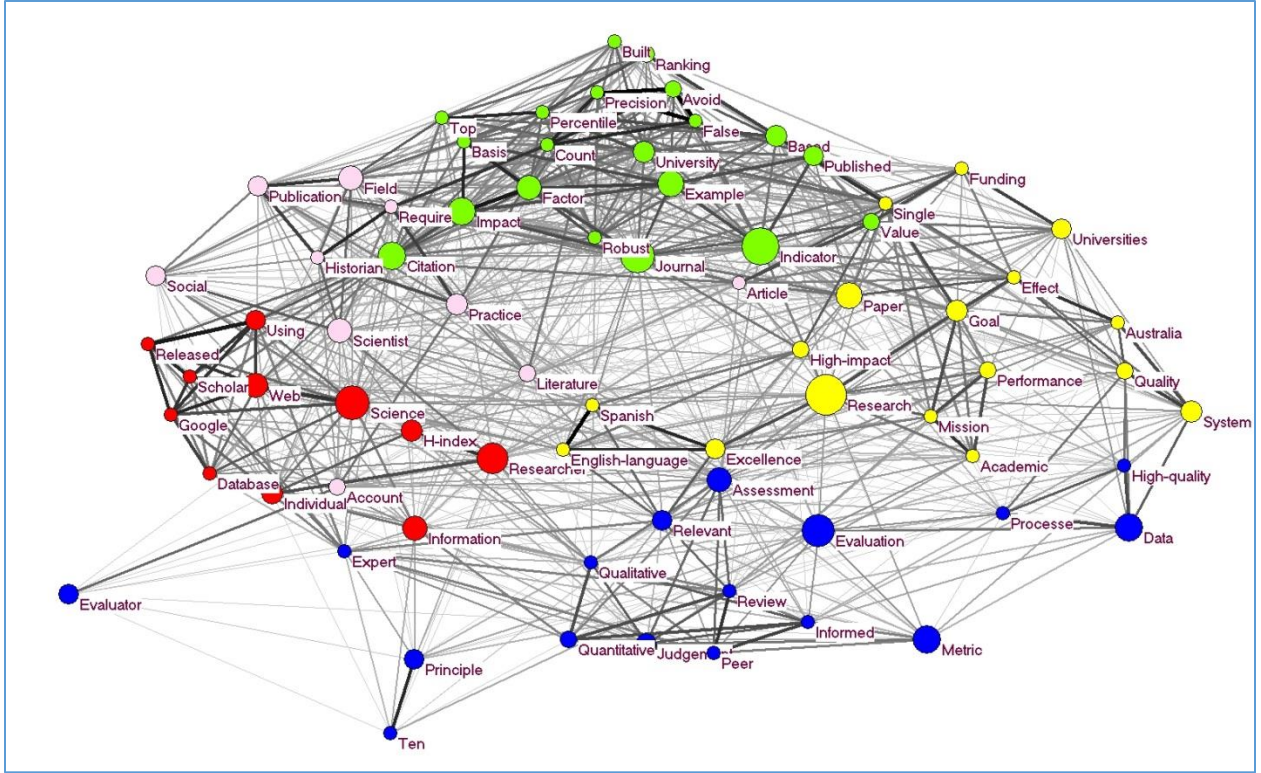 Built
Ranking
Precision
Avoid
Top
Percentile
False
Basis
Count
University
Based
Published
Publication
Field
Factor
Example
Funding
Require
Impact
Single
Value
Universities
Robust
Historian
Citation
Journal
Indicator
Social
Article
Effect
Practice
Paper
Goal
Using
Scientist
Australia
Released
High-impact
Scholar
Web
Literature
Performance
Quality
Science
Research
Google
Spanish
Mission
System
H-index
Researcher
English-language
Excellence
Academic
Database
Individual
Account
Assessment
High-quality
Information
Relevant
Evaluation
Processe
Data
Expert
Qualitative
Evaluator
Review
Informed
Quantitative
Judgement
Peer
Metric
Principle
Ten